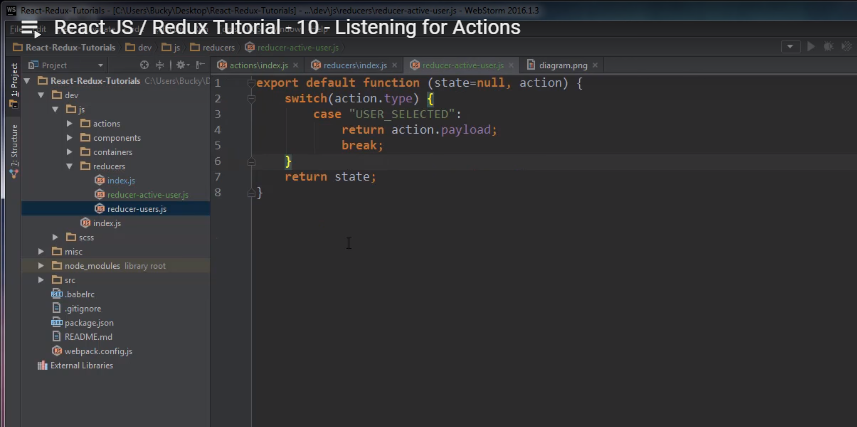 React-Redux-Tutorials - [C:\Users\Bucky\Desktop\React-Redux-Tutorials] - ...\dev\js\reducers\reducer-active-user.js - WebStorm 2016.1.3
React JS / Redux Tutorial - 10 - Listening for Actions
React-Redux-Tutorials dev js reducers reducer-active-user.js
Project
actions\index.js reducers\index.js reducer-active-user.js diagram.png
1: Project
2: Structure
React-Redux-Tutorials C:\Users\Buc
dev
js
actions
components
containers
reducers
index.js
reducer-active-user.js
reducer-users.js
index.js
scss
misc
node_modules library root
src
.babelrc
.gitignore
package.json
README.md
webpack.config.js
External Libraries
1 export default function (state=null, action) {
2 switch(action.type) {
3 case "USER_SELECTED":
4 return action.payload;
5 break;
6 }
7 return state;
8 }